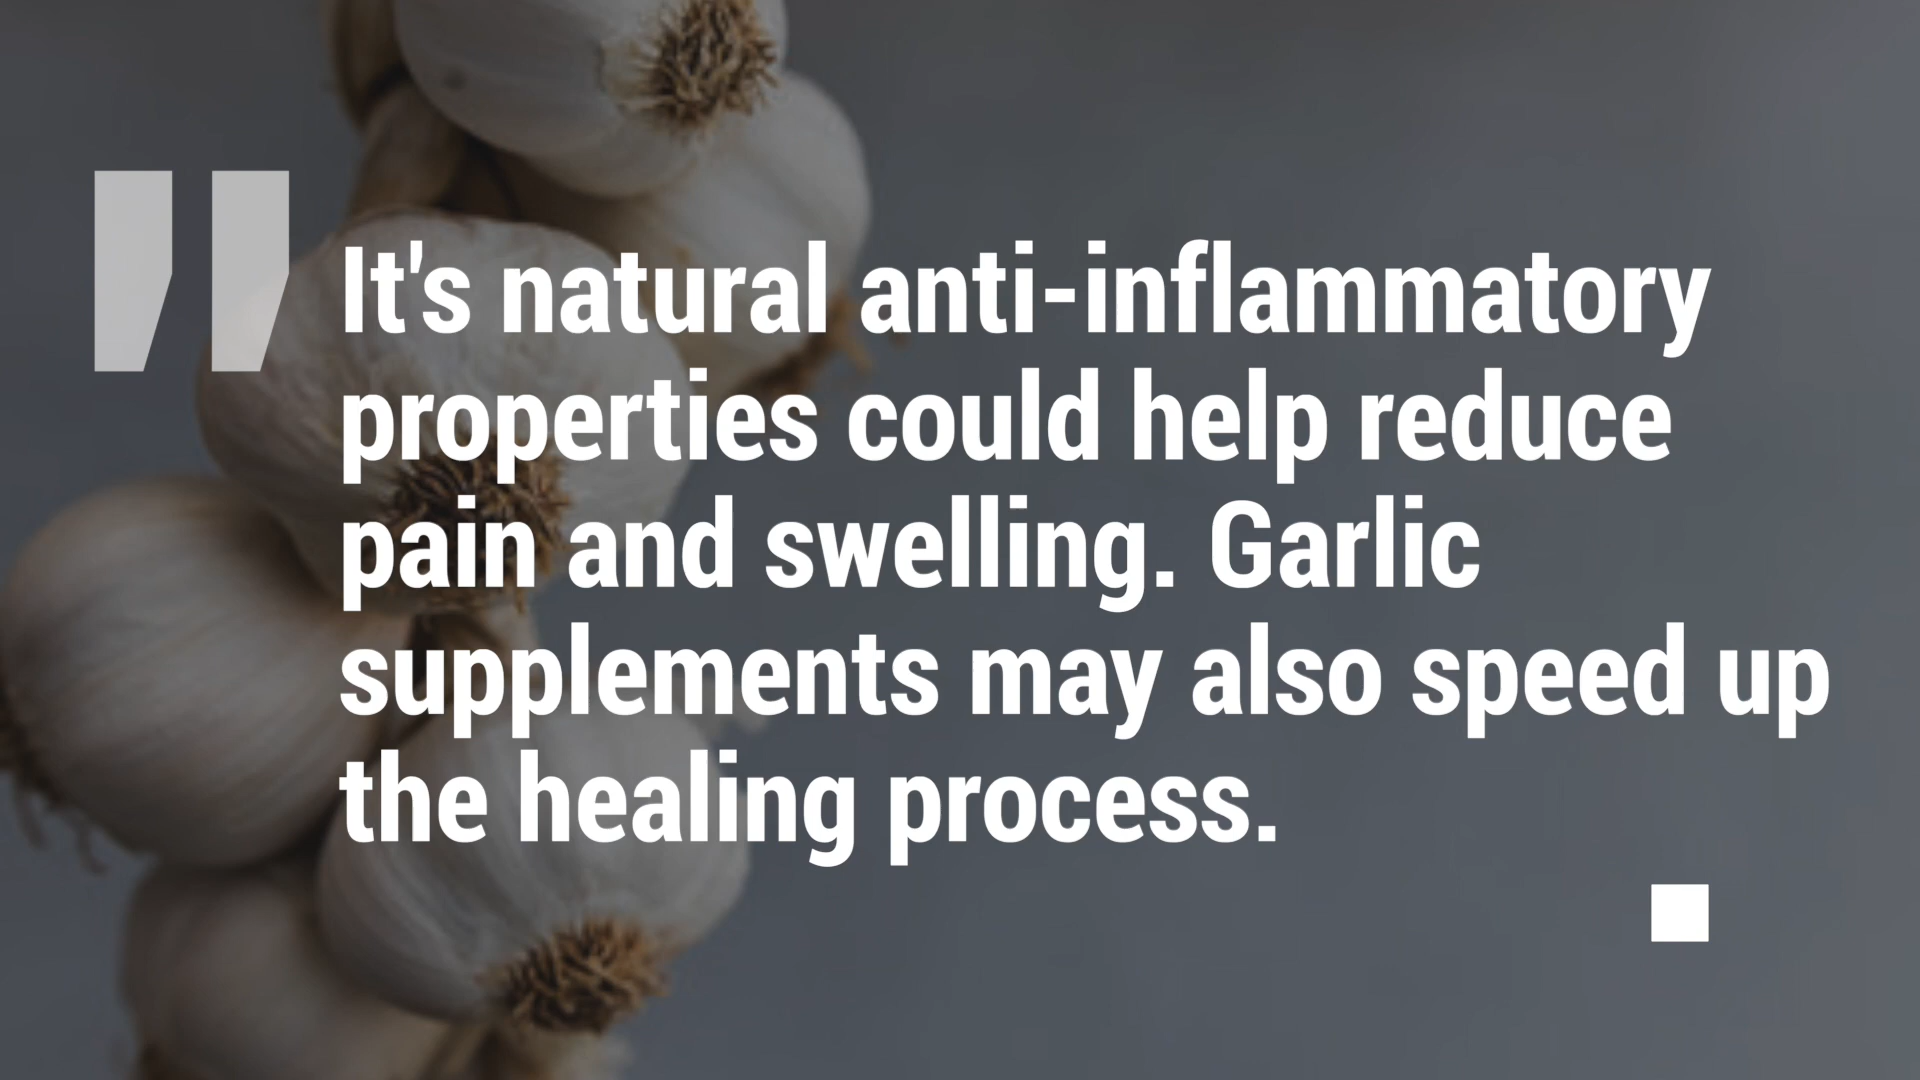 It's natural anti-inflammatory
properties could help reduce
pain and swelling. Garlic
supplements may also speed up
the healing process.